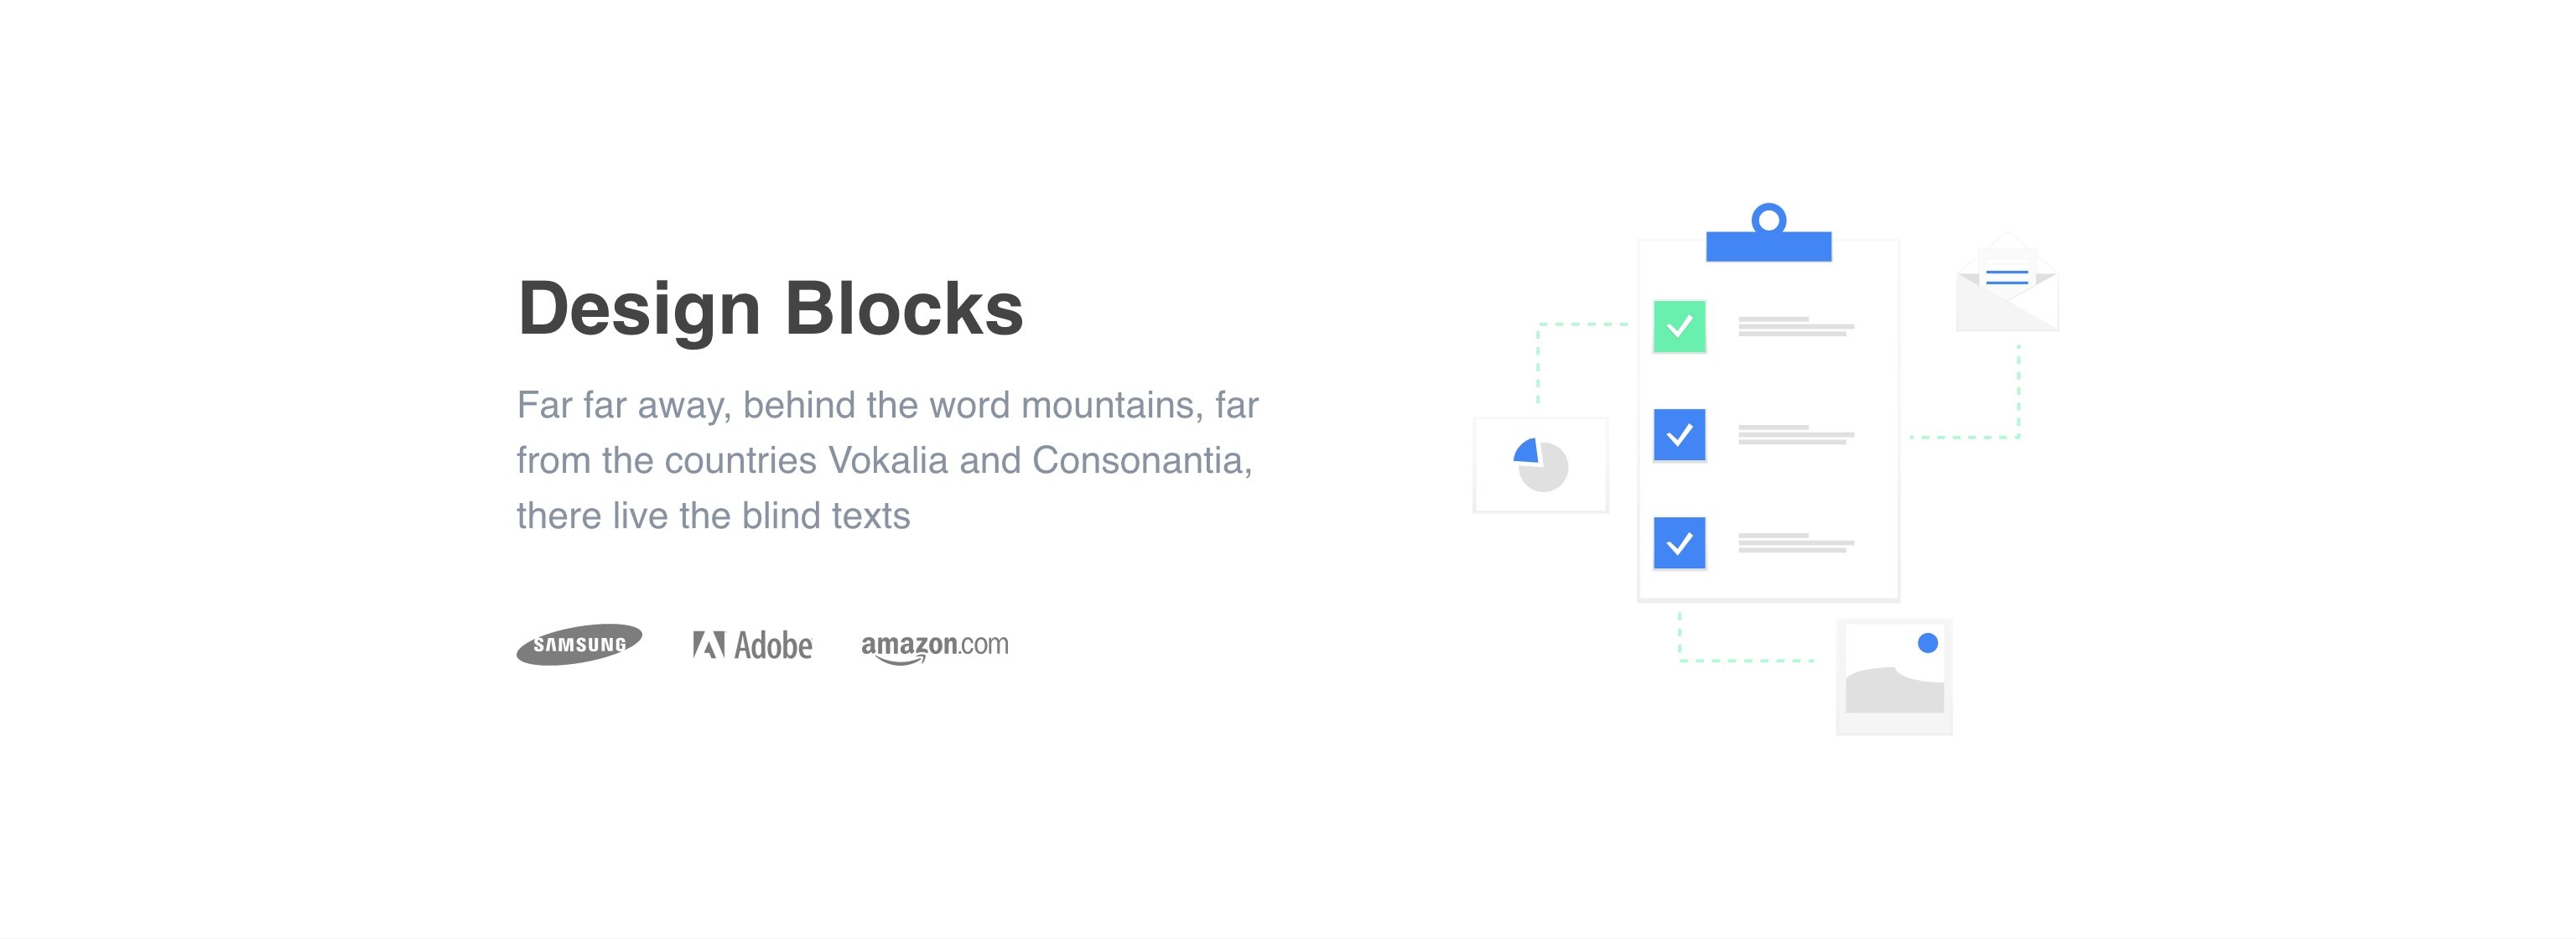 Design Blocks
Far far away, behind the word mountains, far
from the countries Vokalia and Consonantia,
there live the blind texts
SAMSUNG Adobe amazon.com